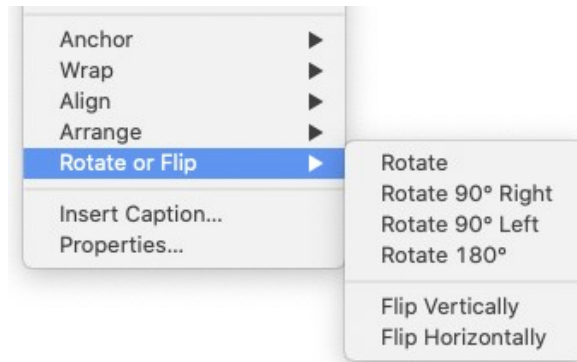 Anchor
Wrap
Align
Arrange
Rotate or Flip
Insert Caption...
Properties...
Rotate
Rotate 90° Right
Rotate 90° Left
Rotate 180°
Flip Vertically
Flip Horizontally